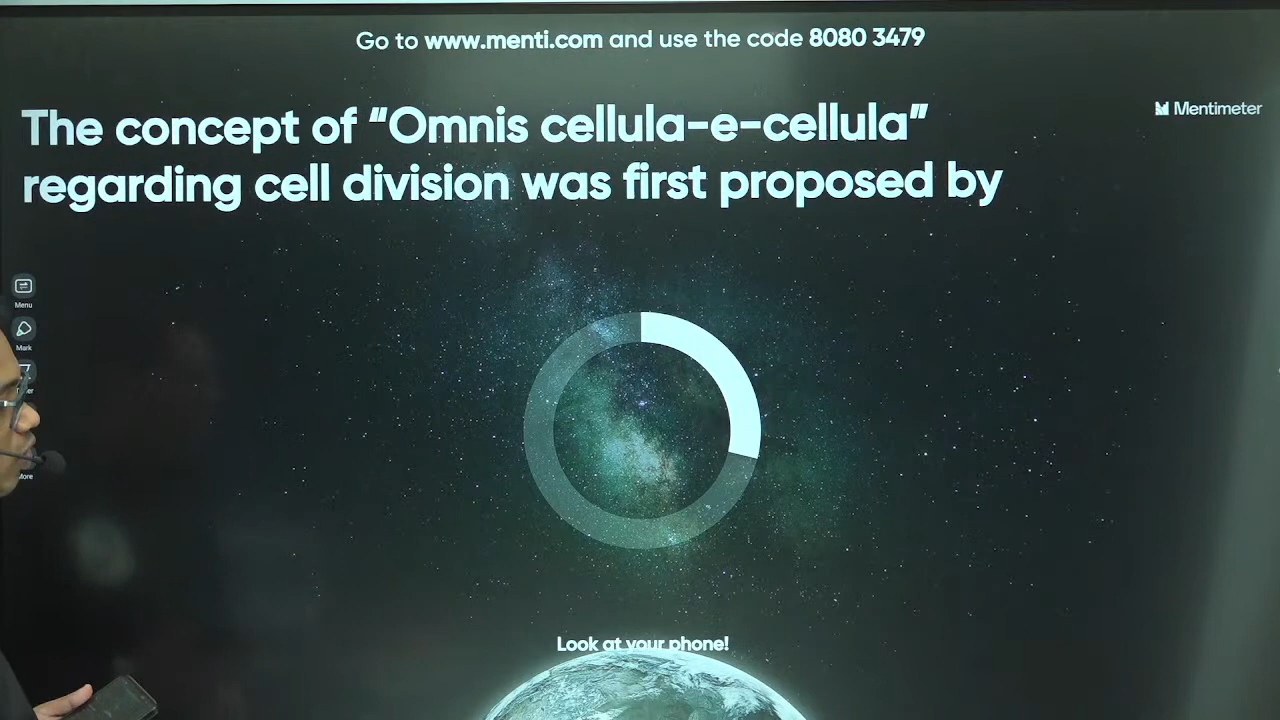 Go to www.menti.com and use the code 8080 3479
The concept of “Omnis cellula-e-cellula”
regarding cell division was first proposed by
Mentimeter
Menu
Mark
More
Look at your phone!